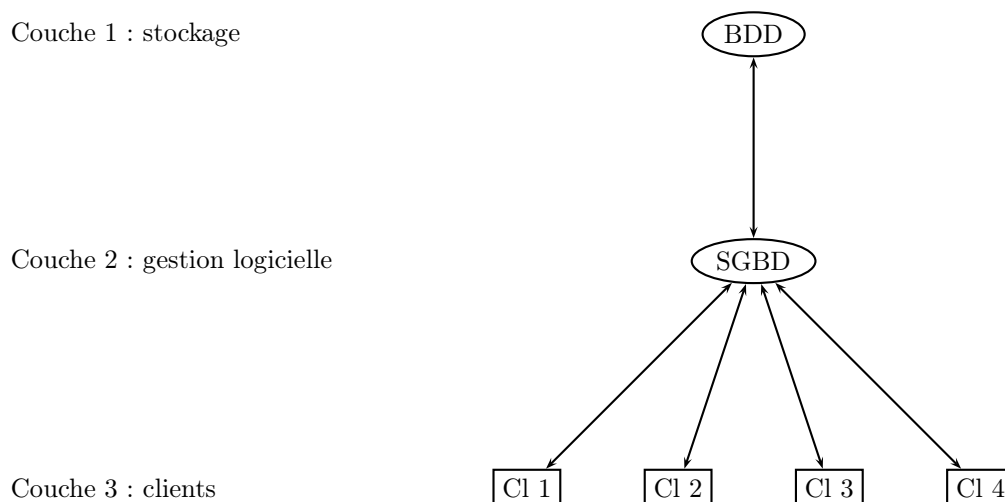 Couche 1 : stockage
BDD
Couche 2 : gestion logicielle
SGBD
Couche 3 : clients
Cl 1
Cl 2
Cl 3
Cl 4